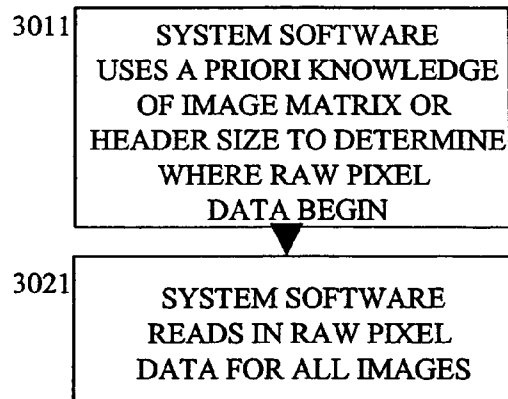 3011
SYSTEM SOFTWARE
USES A PRIORI KNOWLEDGE
OF IMAGE MATRIX OR
HEADER SIZE TO DETERMINE
WHERE RAW PIXEL
DATA BEGIN
3021
SYSTEM SOFTWARE
READS IN RAW PIXEL
DATA FOR ALL IMAGES